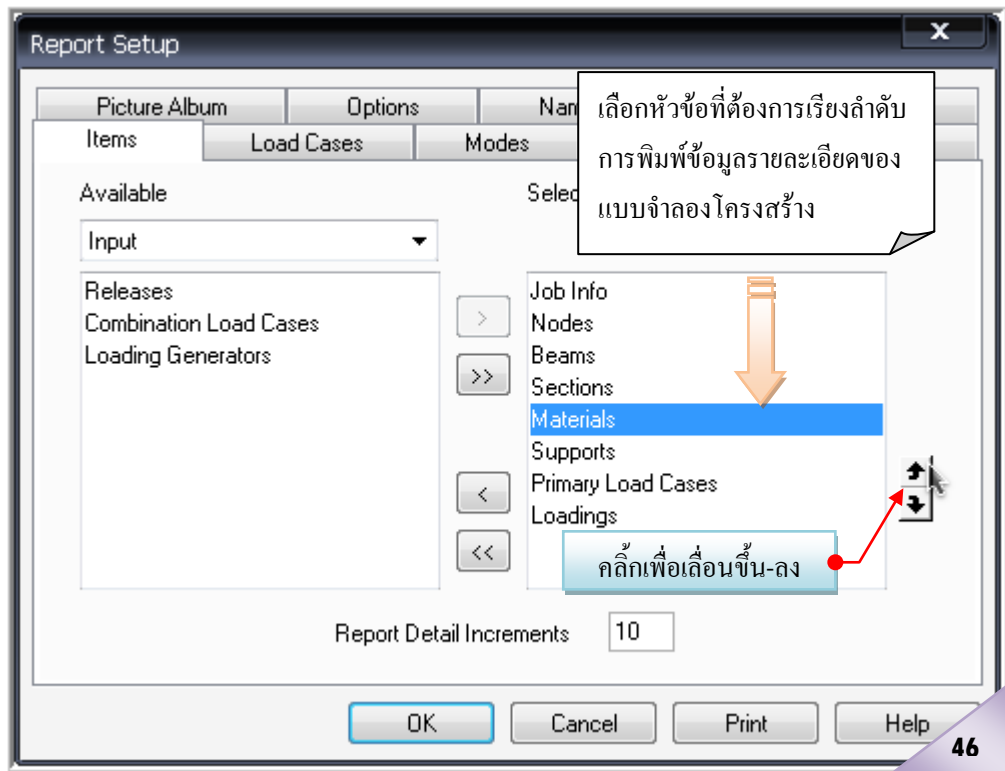 Report Setup
x
Picture Album
Options
Nam
Items
Load Cases
Modes
เลือกหัวข้อที่ต้องการเรียงลำดับ
การพิมพ์ข้อมูลรายละเอียดของ
แบบจำลองโครงสร้าง
Available
Selec
Input
Releases
Combination Load Cases
Loading Generators
>
>>
<
<<
Job Info
Nodes
Beams
Sections
Materials
Supports
Primary Load Cases
Loadings
คลิ้กเพื่อเลื่อนขึ้น-ลง
Report Detail Increments
10
OK
Cancel
Print
Help
46